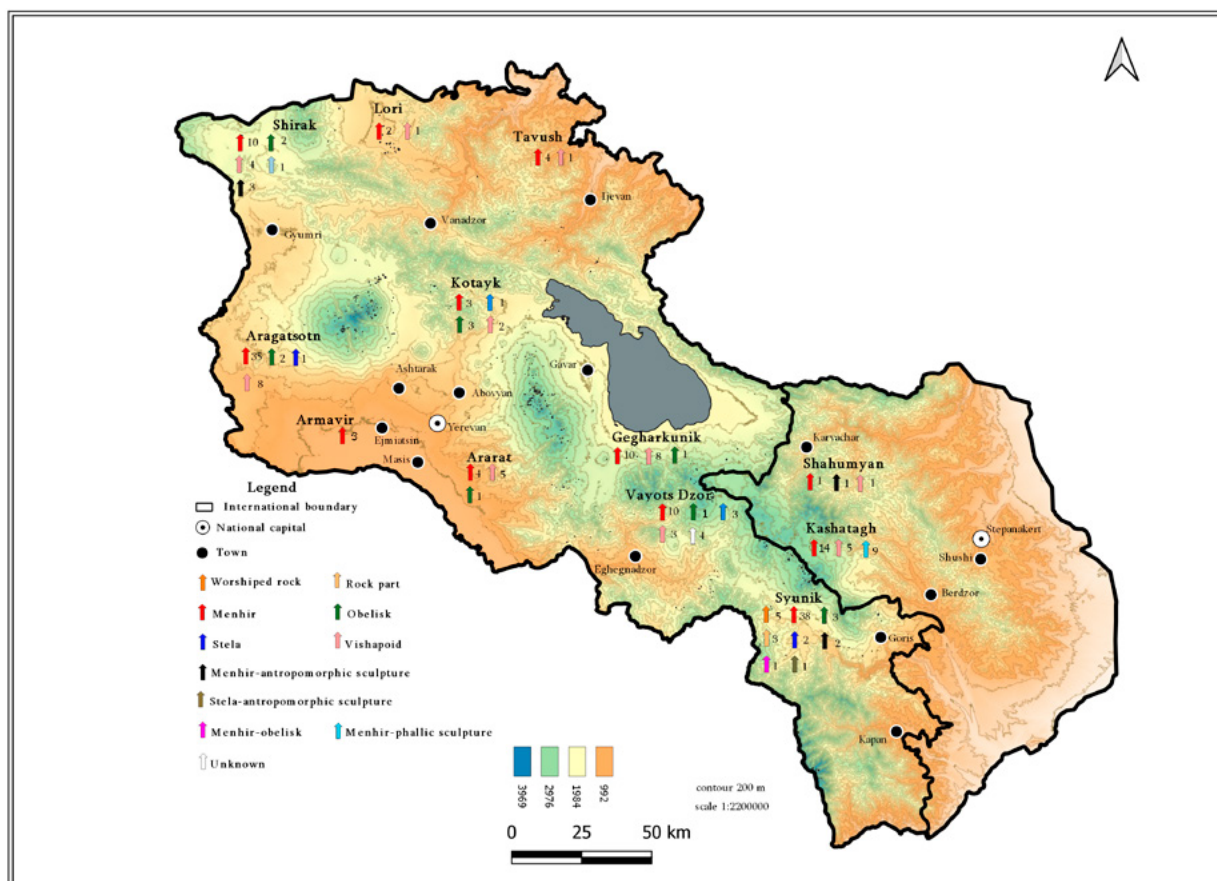 Lori
2 1
Shirak
10 2
4 1
3
Tavush
4 1
Ijevan
Vanadzor
Gyumri
Kotayk
3 1
3 2
Aragatsotn
35 2 1
8
Gavar
Ashtarak
Abovyan
Armavir
Ejmiatsin
Yerevan
Masis
Ararat
4 5
1
Gegharkunik
10 8 1
Karvachar
Shahumyan
1 1 1
Vayots Dzor
10 1 3
3 4
Eghegnadzor
Kashatagh
14 5 9
Stepanakert
Shushi
Berdzor
Syunik
5 38 3
3 2 2
1 1
Goris
Kapan
Legend
International boundary
National capital
Town
Worshiped rock
Rock part
Menhir
Obelisk
Stela
Vishapoid
Menhir-antropomorphic sculpture
Stela-antropomorphic sculpture
Menhir-obelisk
Menhir-phallic sculpture
Unknown
3969 2976 1984 992
contour 200 m
scale 1:2200000
0 25 50 km